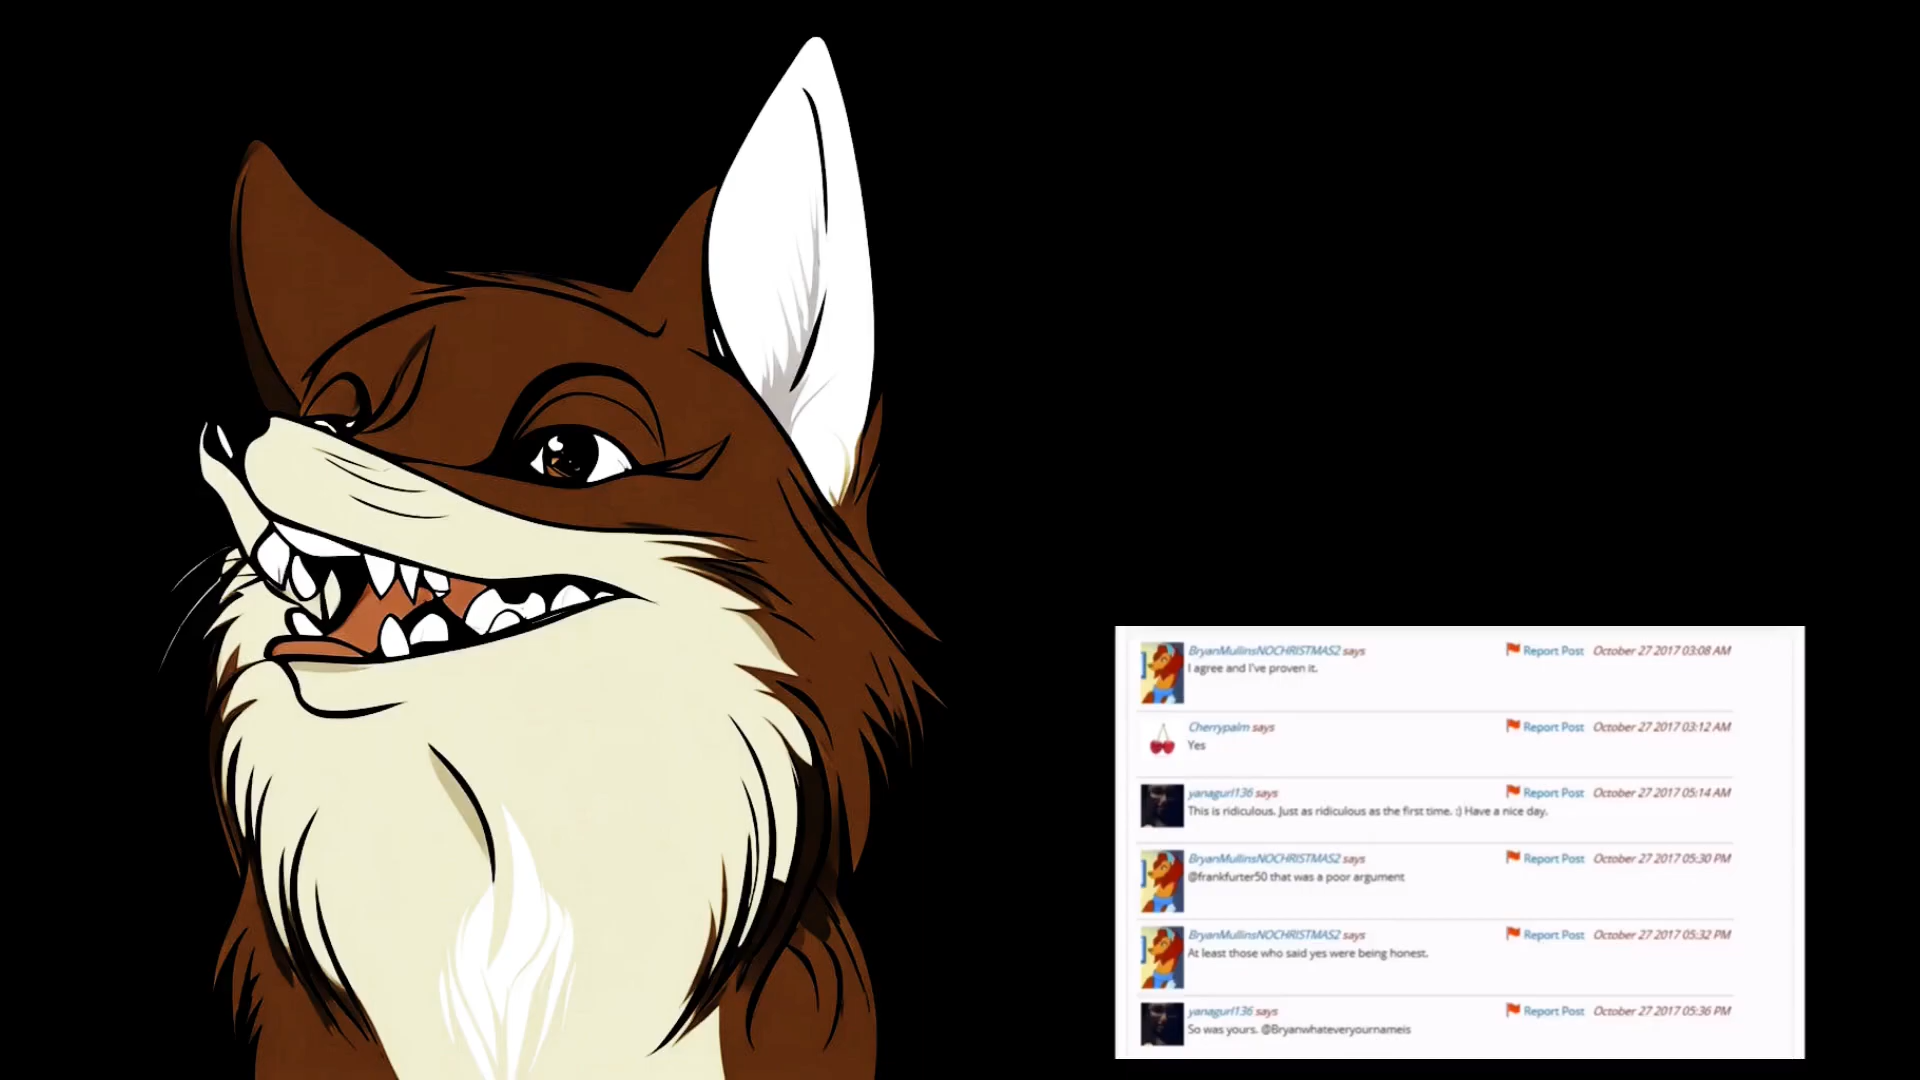 BryanMullinsNOCHRISTMAS2 says Report Post October 27 2017 03:08 AM
I agree and I've proven it.
Cherrypalm says Report Post October 27 2017 03:12 AM
Yes
yanagurl136 says Report Post October 27 2017 05:14 AM
This is ridiculous. Just as ridiculous as the first time. :) Have a nice day.
BryanMullinsNOCHRISTMAS2 says Report Post October 27 2017 05:30 PM
@frankfurter50 that was a poor argument
BryanMullinsNOCHRISTMAS2 says Report Post October 27 2017 05:32 PM
At least those who said yes were being honest.
yanagurl136 says Report Post October 27 2017 05:36 PM
So was yours. @Bryanwhateveryournameis